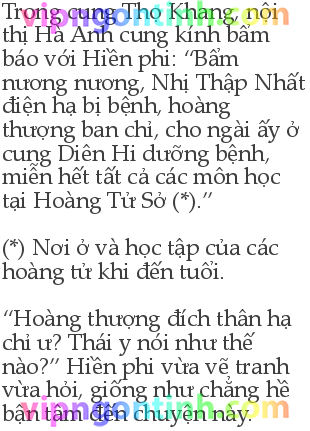 Trong cung Thọ Khang, nội
thị Hà Anh cung kính bẩm
báo với Hiền phi: “Bẩm
nương nương, Nhị Thập Nhất
điện hạ bị bệnh, hoàng
thượng ban chỉ, cho ngài ấy ở
cung Diên Hi dưỡng bệnh,
miễn hết tất cả các môn học
tại Hoàng Tử Sở (*).”
(*) Nơi ở và học tập của các
hoàng tử khi đến tuổi.
“Hoàng thượng đích thân hạ
chỉ ư? Thái y nói như thế
nào?” Hiền phi vừa vẽ tranh
vừa hỏi, giống như chẳng hề
bận tâm đến chuyện này.
vipngontinh.com
vipngontinh.com